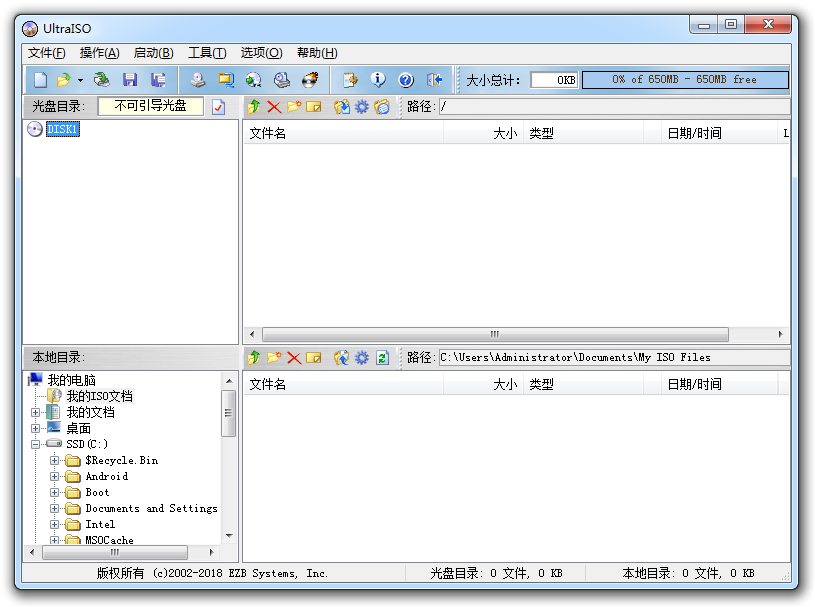 UltraISO
文件(F) 操作(A) 启动(B) 工具(T) 选项(O) 帮助(H)
大小总计: 0KB 0% of 650MB - 650MB free
光盘目录: 不可引导光盘 路径: /
DISK1
文件名 大小 类型 日期/时间 L
本地目录: 路径: C:\Users\Administrator\Documents\My ISO Files
文件名 大小 类型 日期/时间
我的电脑
我的ISO文档
我的文档
桌面
SSD(C:)
$Recycle.Bin
Android
Boot
Documents and Settings
Intel
MSOCache
版权所有 (c)2002-2018 EZB Systems, Inc. 光盘目录: 0 文件, 0 KB 本地目录: 0 文件, 0 KB